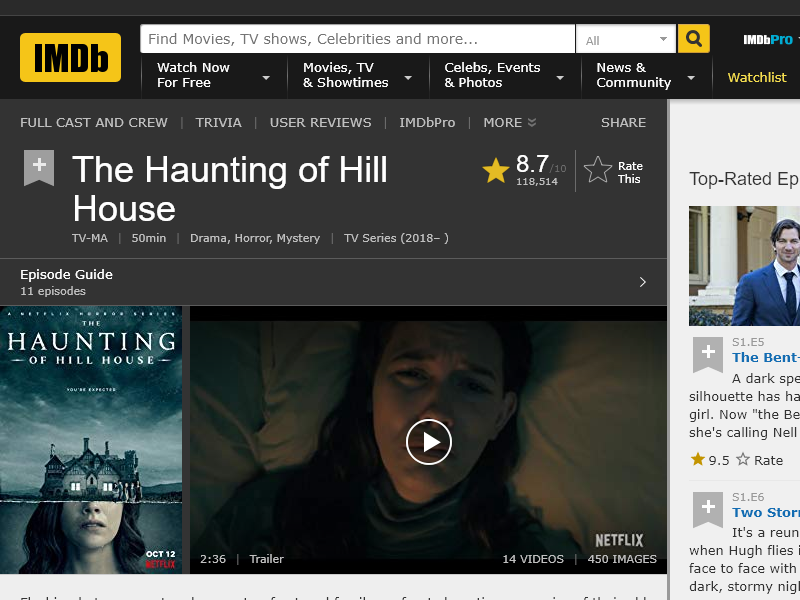 IMDb
Find Movies, TV shows, Celebrities and more...
All
IMDbPro
Watch Now
For Free
Movies, TV
& Showtimes
Celebs, Events
& Photos
News &
Community
Watchlist
FULL CAST AND CREW | TRIVIA | USER REVIEWS | IMDbPro | MORE
SHARE
The Haunting of Hill
House
8.7/10
118,514
Rate
This
TV-MA | 50min | Drama, Horror, Mystery | TV Series (2018– )
Episode Guide
11 episodes
A NETFLIX HORROR SERIES
THE
HAUNTING
OF HILL HOUSE
YOU'RE EXPECTED
OCT 12
NETFLIX
NETFLIX
2:36 | Trailer
14 VIDEOS | 450 IMAGES
Top-Rated Ep
S1.E5
The Bent-
A dark spe
silhouette has ha
girl. Now "the Be
she's calling Nell
9.5 Rate
S1.E6
Two Stor
It's a reun
when Hugh flies i
face to face with
dark, stormy nig